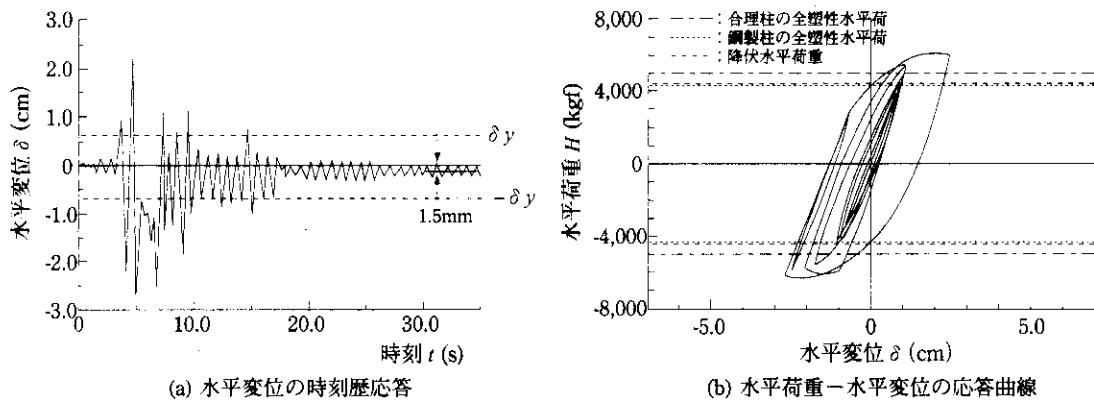 3.0
2.0
1.0
0
-1.0
-2.0
-3.0
水平変位 δ (cm)
δy
-δy
1.5mm
0
10.0
20.0
30.0
時刻 t (s)
(a) 水平変位の時刻歴応答
8,000
4,000
0
-4,000
-8,000
水平荷重 H (kgf)
:合理柱の全塑性水平荷
:鋼製柱の全塑性水平荷
:降伏水平荷重
-5.0
0
5.0
水平変位 δ (cm)
(b) 水平荷重−水平変位の応答曲線